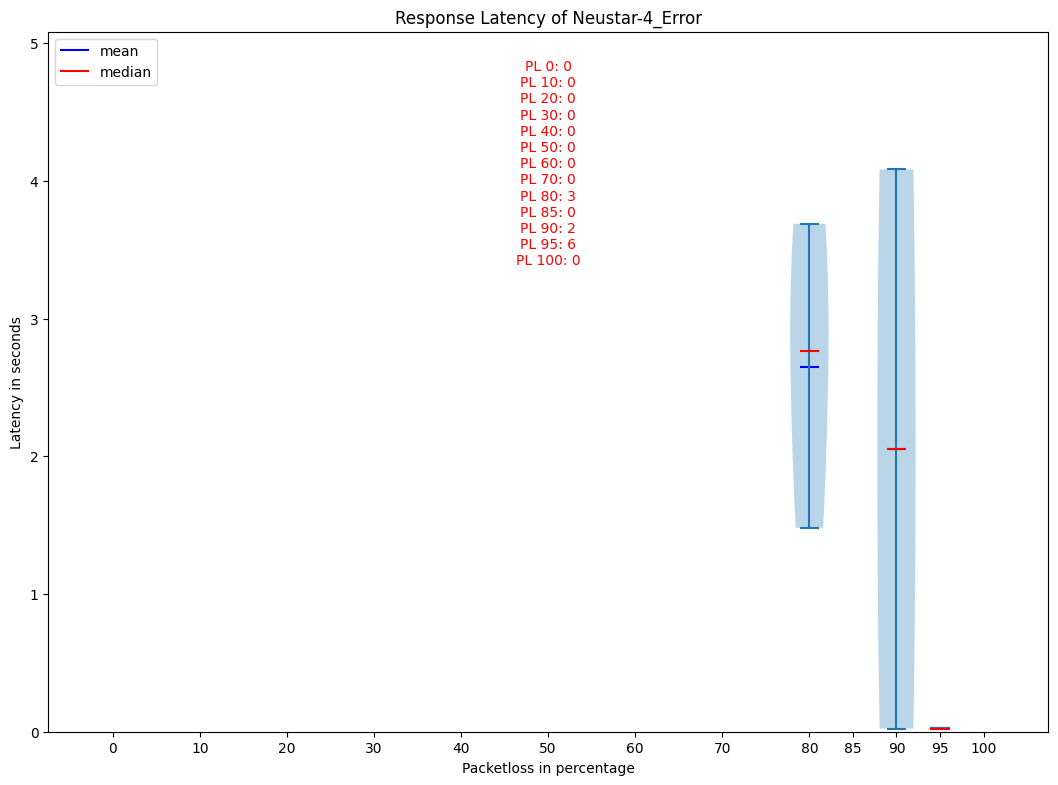 Response Latency of Neustar-4_Error
mean
median
PL 0: 0
PL 10: 0
PL 20: 0
PL 30: 0
PL 40: 0
PL 50: 0
PL 60: 0
PL 70: 0
PL 80: 3
PL 85: 0
PL 90: 2
PL 95: 6
PL 100: 0
Latency in seconds
5
4
3
2
1
0
0 10 20 30 40 50 60 70 80 85 90 95 100
Packetloss in percentage